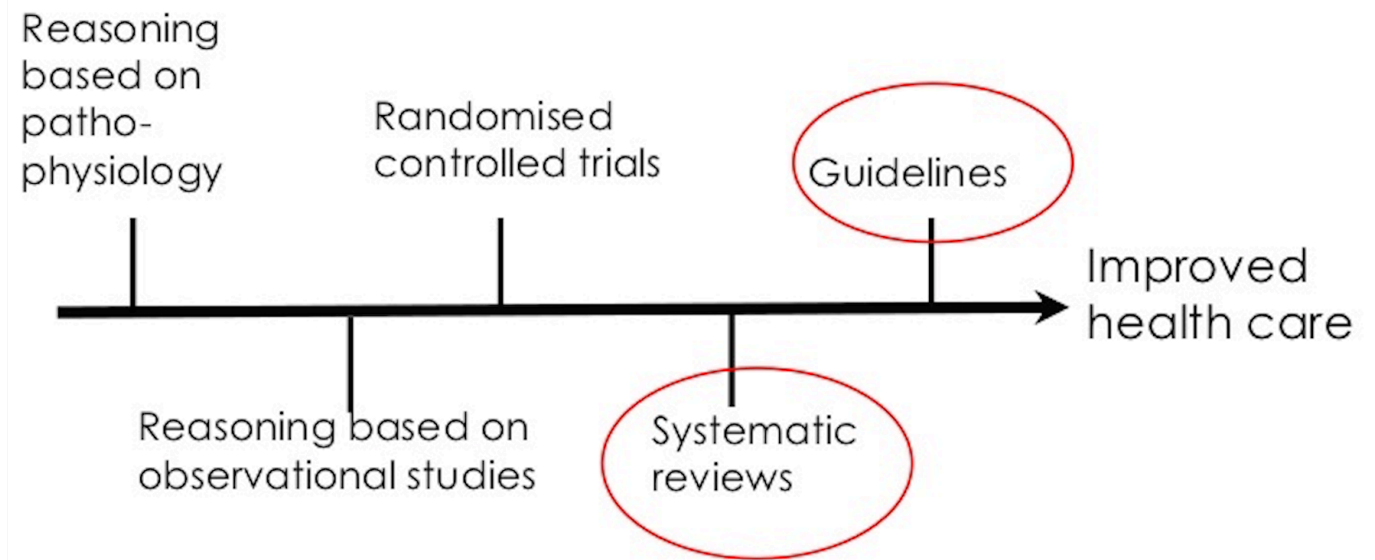 Reasoning
based on
patho-
physiology
Randomised
controlled trials
Guidelines
Improved
health care
Reasoning based on
observational studies
Systematic
reviews